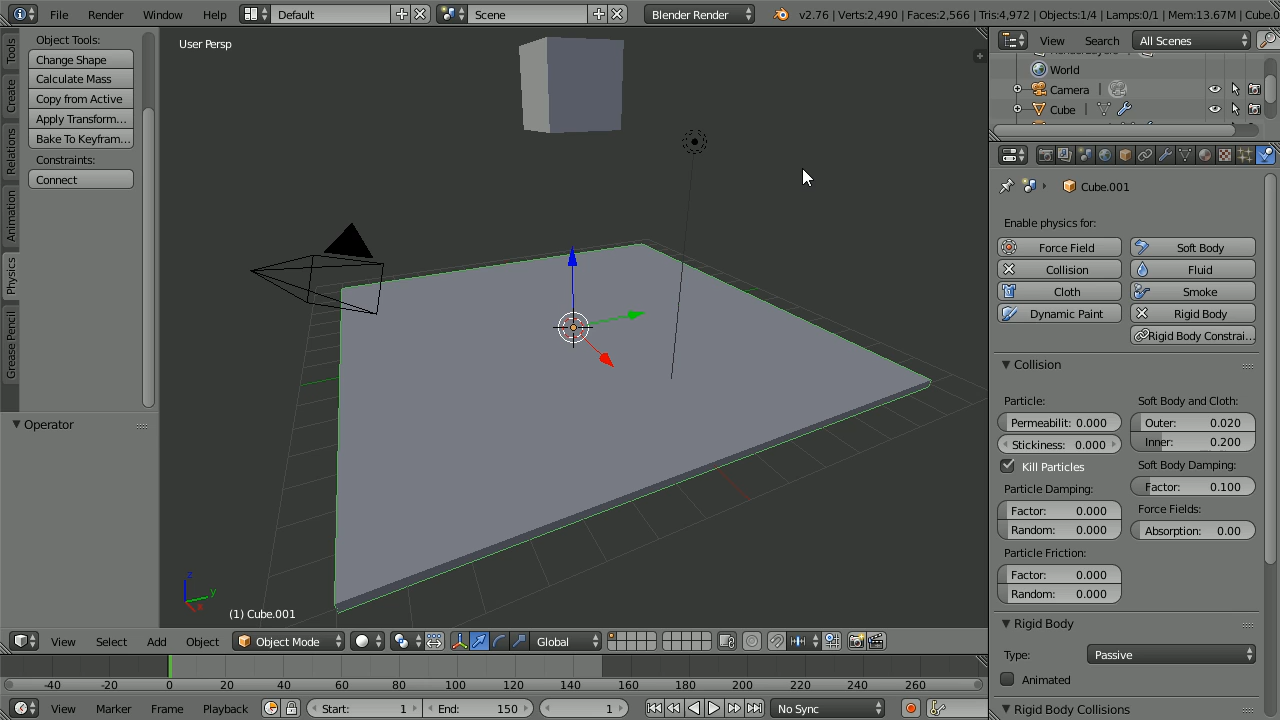 File Render Window Help Default Scene Blender Render v2.76 | Verts:2,490 | Faces:2,566 | Tris:4,972 | Objects:1/4 | Lamps:0/1 | Mem:13.67M | Cube.0
Tools
Create
Relations
Animation
Physics
Grease Pencil
Object Tools:
Change Shape
Calculate Mass
Copy from Active
Apply Transform...
Bake To Keyfram...
Constraints:
Connect
Operator
User Persp
z
y
x
(1) Cube.001
View Select Add Object Object Mode Global
-40 -20 0 20 40 60 80 100 120 140 160 180 200 220 240 260
View Marker Frame Playback Start: 1 End: 150 1 No Sync
View Search All Scenes
World
Camera
Cube
Cube.001
Enable physics for:
Force Field Soft Body
Collision Fluid
Cloth Smoke
Dynamic Paint Rigid Body
Rigid Body Constrai...
Collision
Particle: Soft Body and Cloth:
Permeabilit: 0.000 Outer: 0.020
Stickiness: 0.000 Inner: 0.200
Kill Particles Soft Body Damping:
Particle Damping: Factor: 0.100
Factor: 0.000 Force Fields:
Random: 0.000 Absorption: 0.00
Particle Friction:
Factor: 0.000
Random: 0.000
Rigid Body
Type: Passive
Animated
Rigid Body Collisions